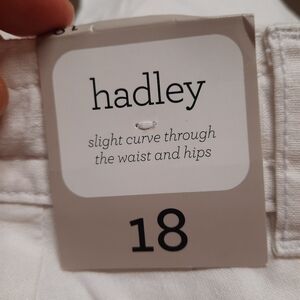 hadley
slight curve through
the waist and hips
18